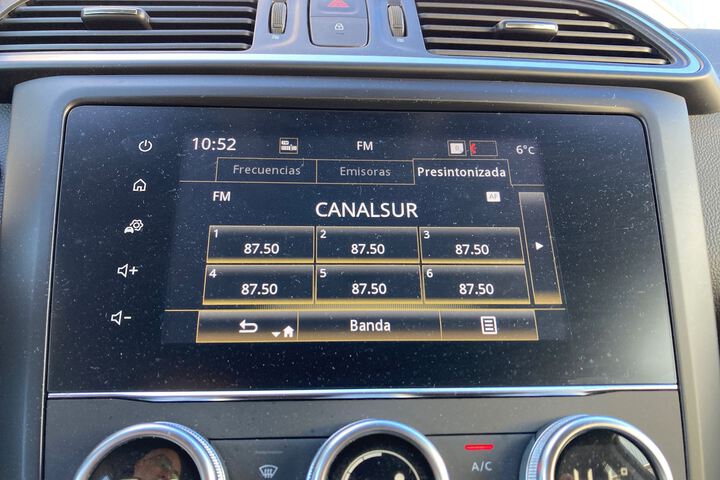 10:52 FM 6°c
Frecuencias Emisoras Presintonizada
FM AF
CANALSUR
1 2 3
87.50 87.50 87.50
4 5 6
87.50 87.50 87.50
Banda
A/C